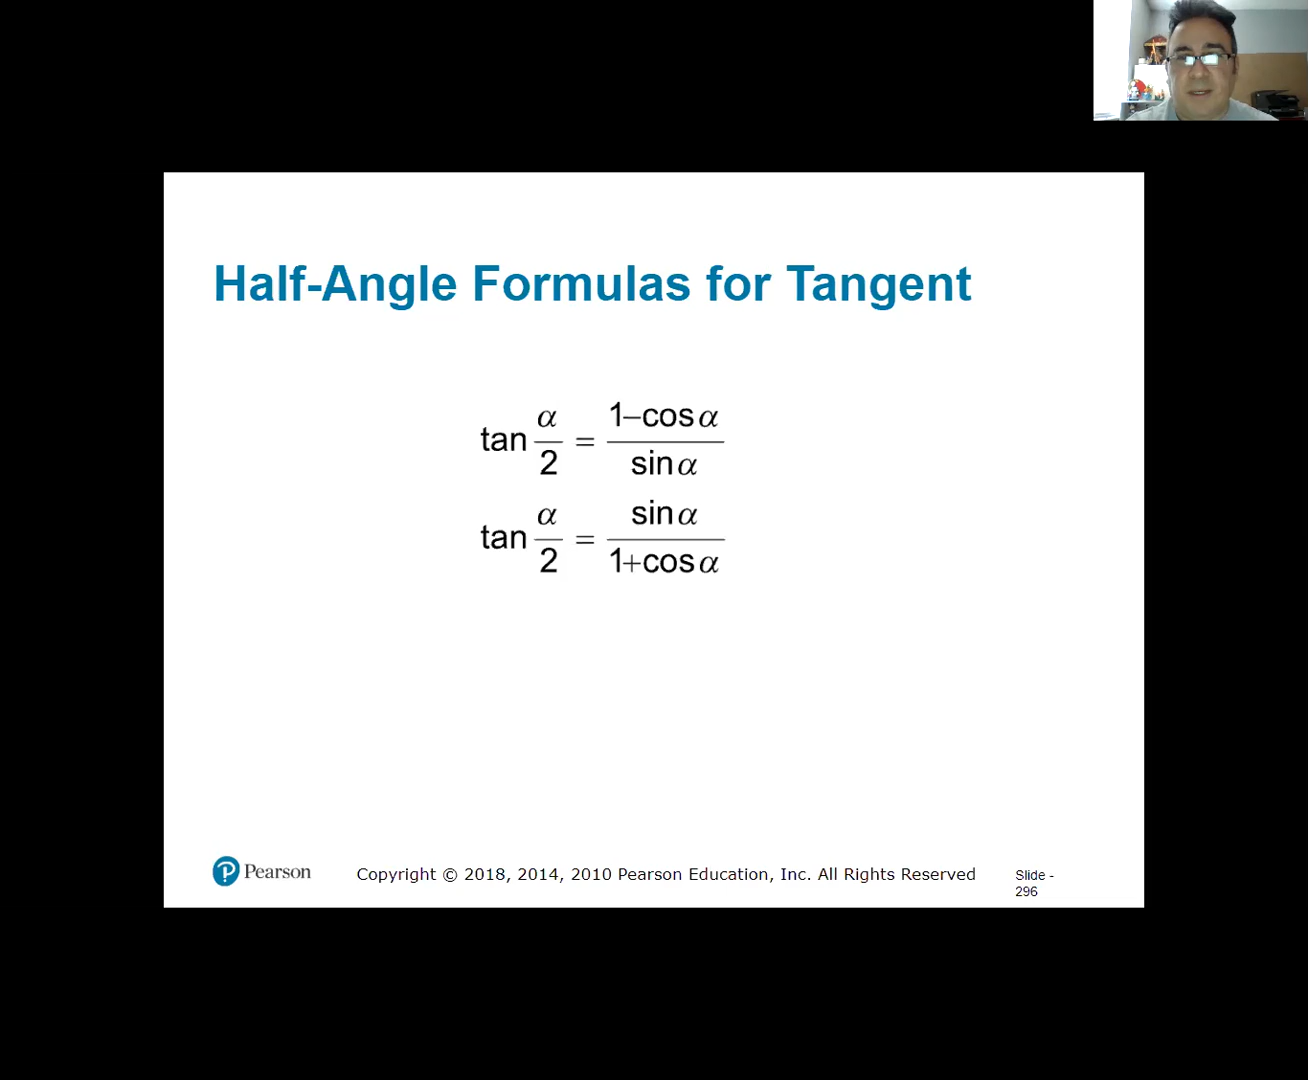 Half-Angle Formulas for Tangent
tan α/2 = 1–cos α/sin α
tan α/2 = sin α/1+cos α
Pearson
Copyright © 2018, 2014, 2010 Pearson Education, Inc. All Rights Reserved
Slide -
296